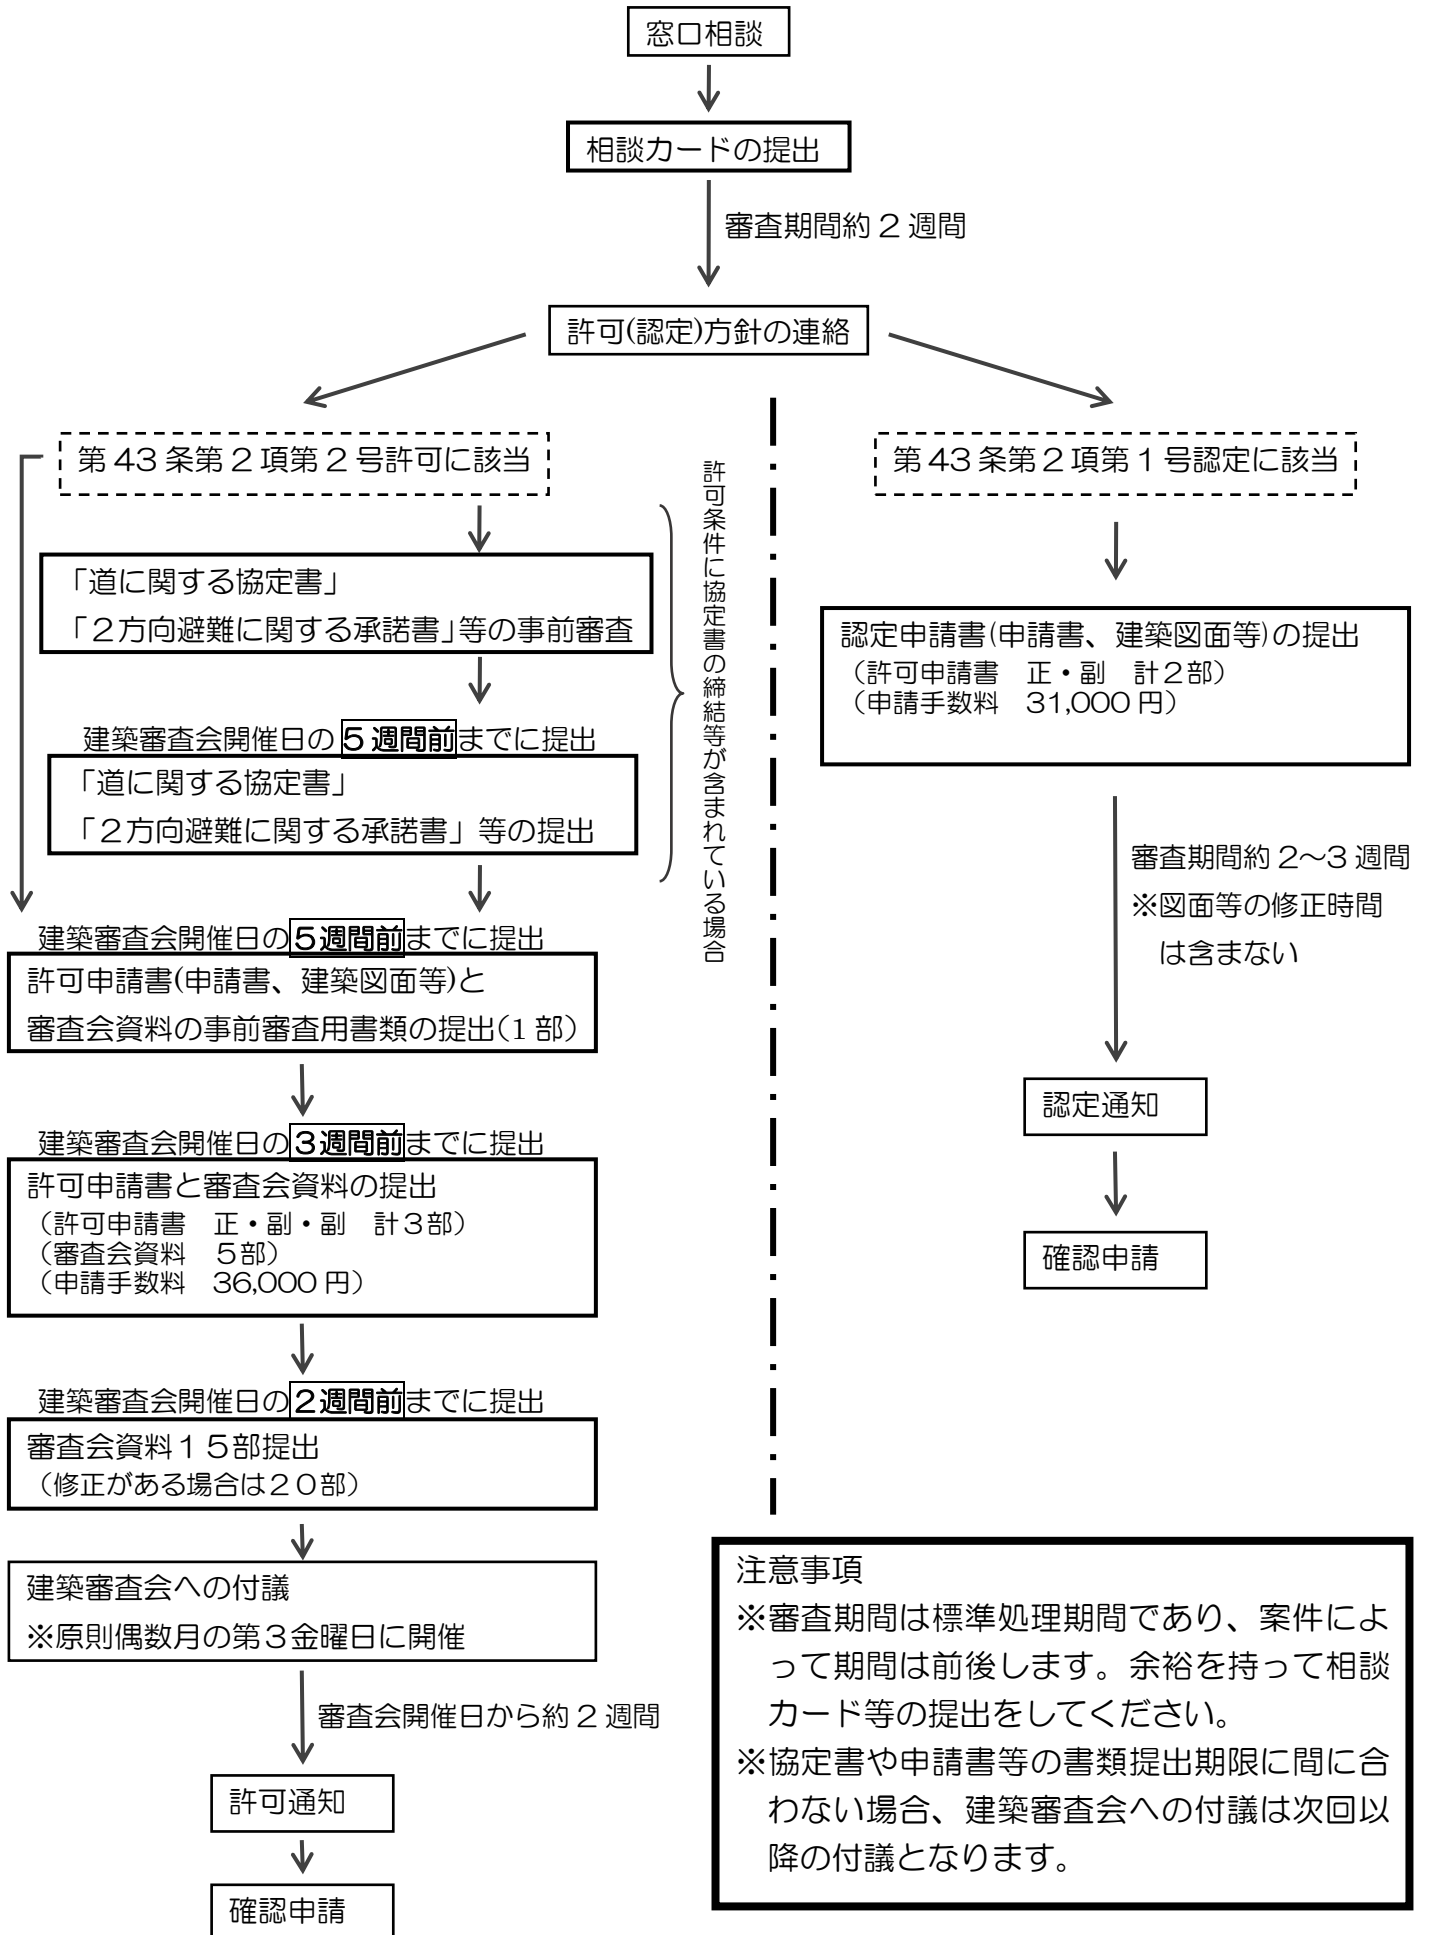 窓口相談
相談カードの提出
審査期間約２週間
許可(認定)方針の連絡
第43条第２項第２号許可に該当
「道に関する協定書」
「２方向避難に関する承諾書」等の事前審査
建築審査会開催日の５週間前までに提出
「道に関する協定書」
「２方向避難に関する承諾書」等の提出
許可条件に協定書の締結等が含まれている場合
建築審査会開催日の５週間前までに提出
許可申請書(申請書、建築図面等)と
審査会資料の事前審査用書類の提出(１部)
建築審査会開催日の３週間前までに提出
許可申請書と審査会資料の提出
（許可申請書　正・副・副　計３部）
（審査会資料　５部）
（申請手数料　36,000円）
建築審査会開催日の２週間前までに提出
審査会資料１５部提出
（修正がある場合は２０部）
建築審査会への付議
※原則偶数月の第３金曜日に開催
審査会開催日から約２週間
許可通知
確認申請
第43条第２項第１号認定に該当
認定申請書(申請書、建築図面等)の提出
（許可申請書　正・副　計２部）
（申請手数料　31,000円）
審査期間約2～3週間
※図面等の修正時間
は含まない
認定通知
確認申請
注意事項
※審査期間は標準処理期間であり、案件によ
って期間は前後します。余裕を持って相談
カード等の提出をしてください。
※協定書や申請書等の書類提出期限に間に合
わない場合、建築審査会への付議は次回以
降の付議となります。